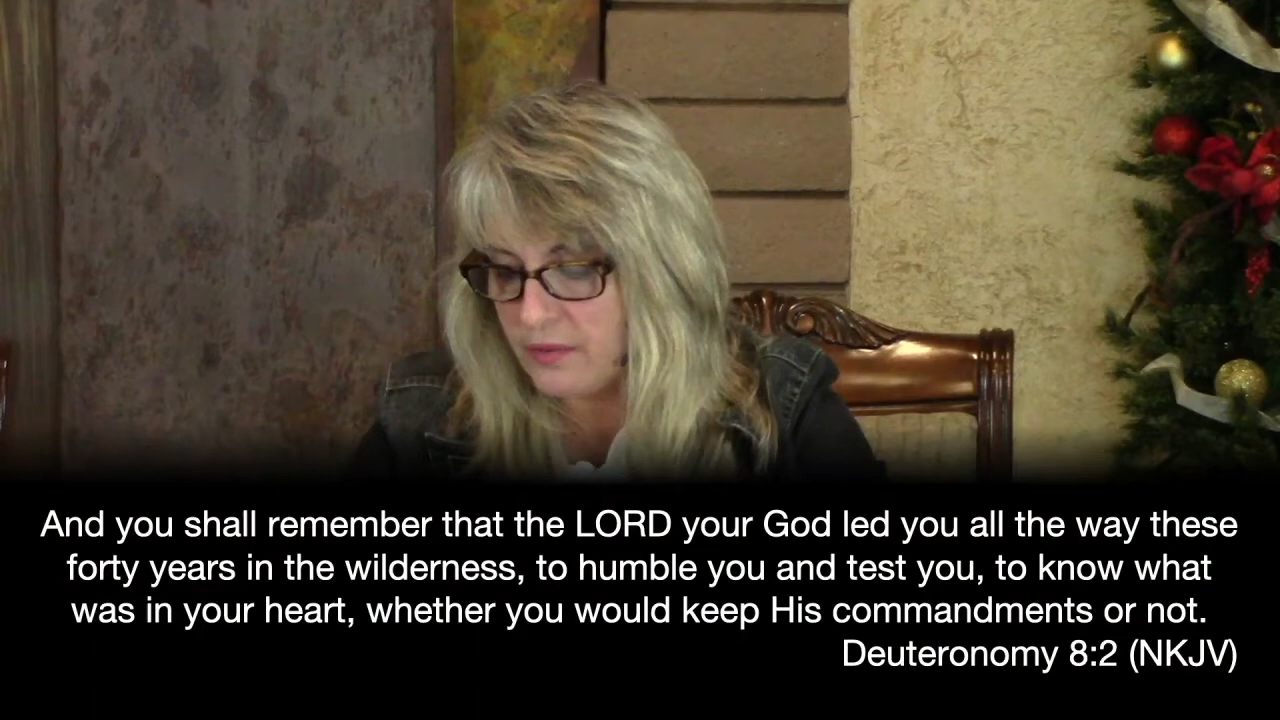 And you shall remember that the LORD your God led you all the way these
forty years in the wilderness, to humble you and test you, to know what
was in your heart, whether you would keep His commandments or not.
Deuteronomy 8:2 (NKJV)